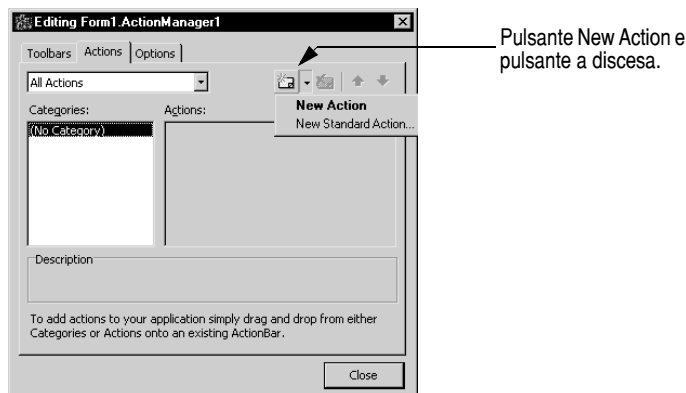 Editing Form1.ActionManager1
Toolbars Actions Options
All Actions
Categories: Actions:
(No Category)
New Action
New Standard Action...
Description
To add actions to your application simply drag and drop from either
Categories or Actions onto an existing ActionBar.
Close
Pulsante New Action e
pulsante a discesa.